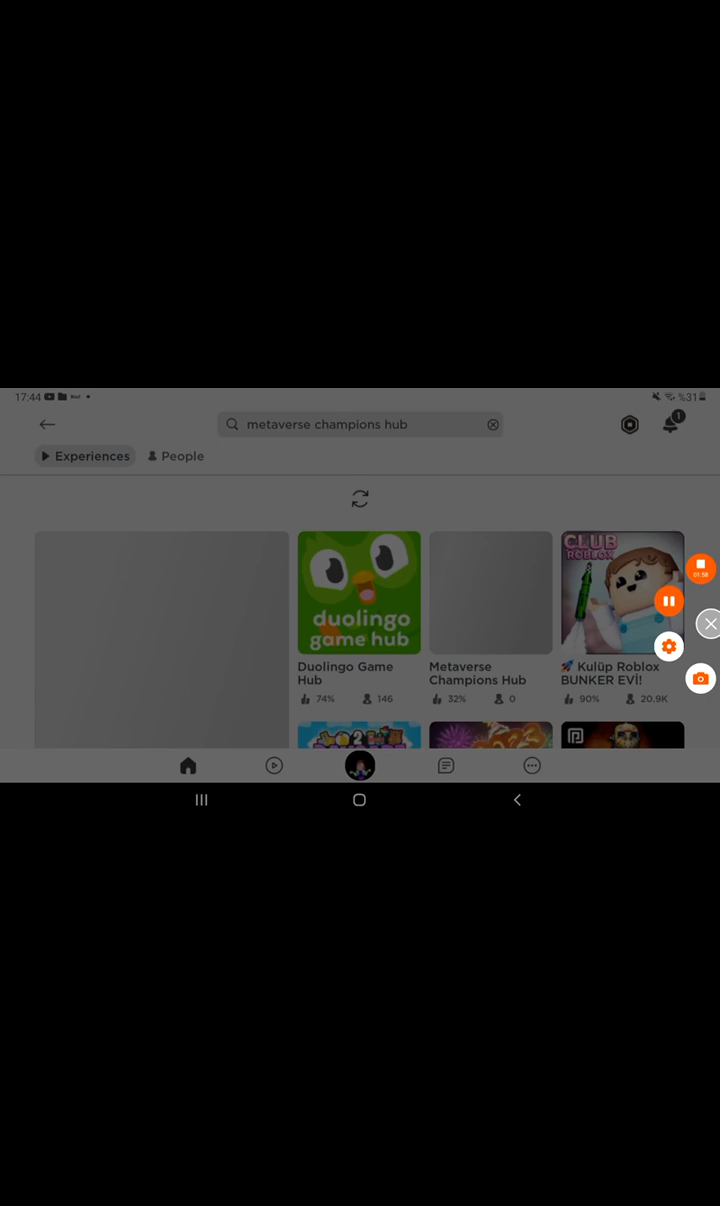 17:44
%31
metaverse champions hub
1
Experiences People
CLUB
ROBLOX
duolingo
game hub
01:58
Duolingo Game
Hub
Metaverse
Champions Hub
🚀 Kulüp Roblox
BUNKER EVİ!
74% 146
32% 0
90% 20.9K